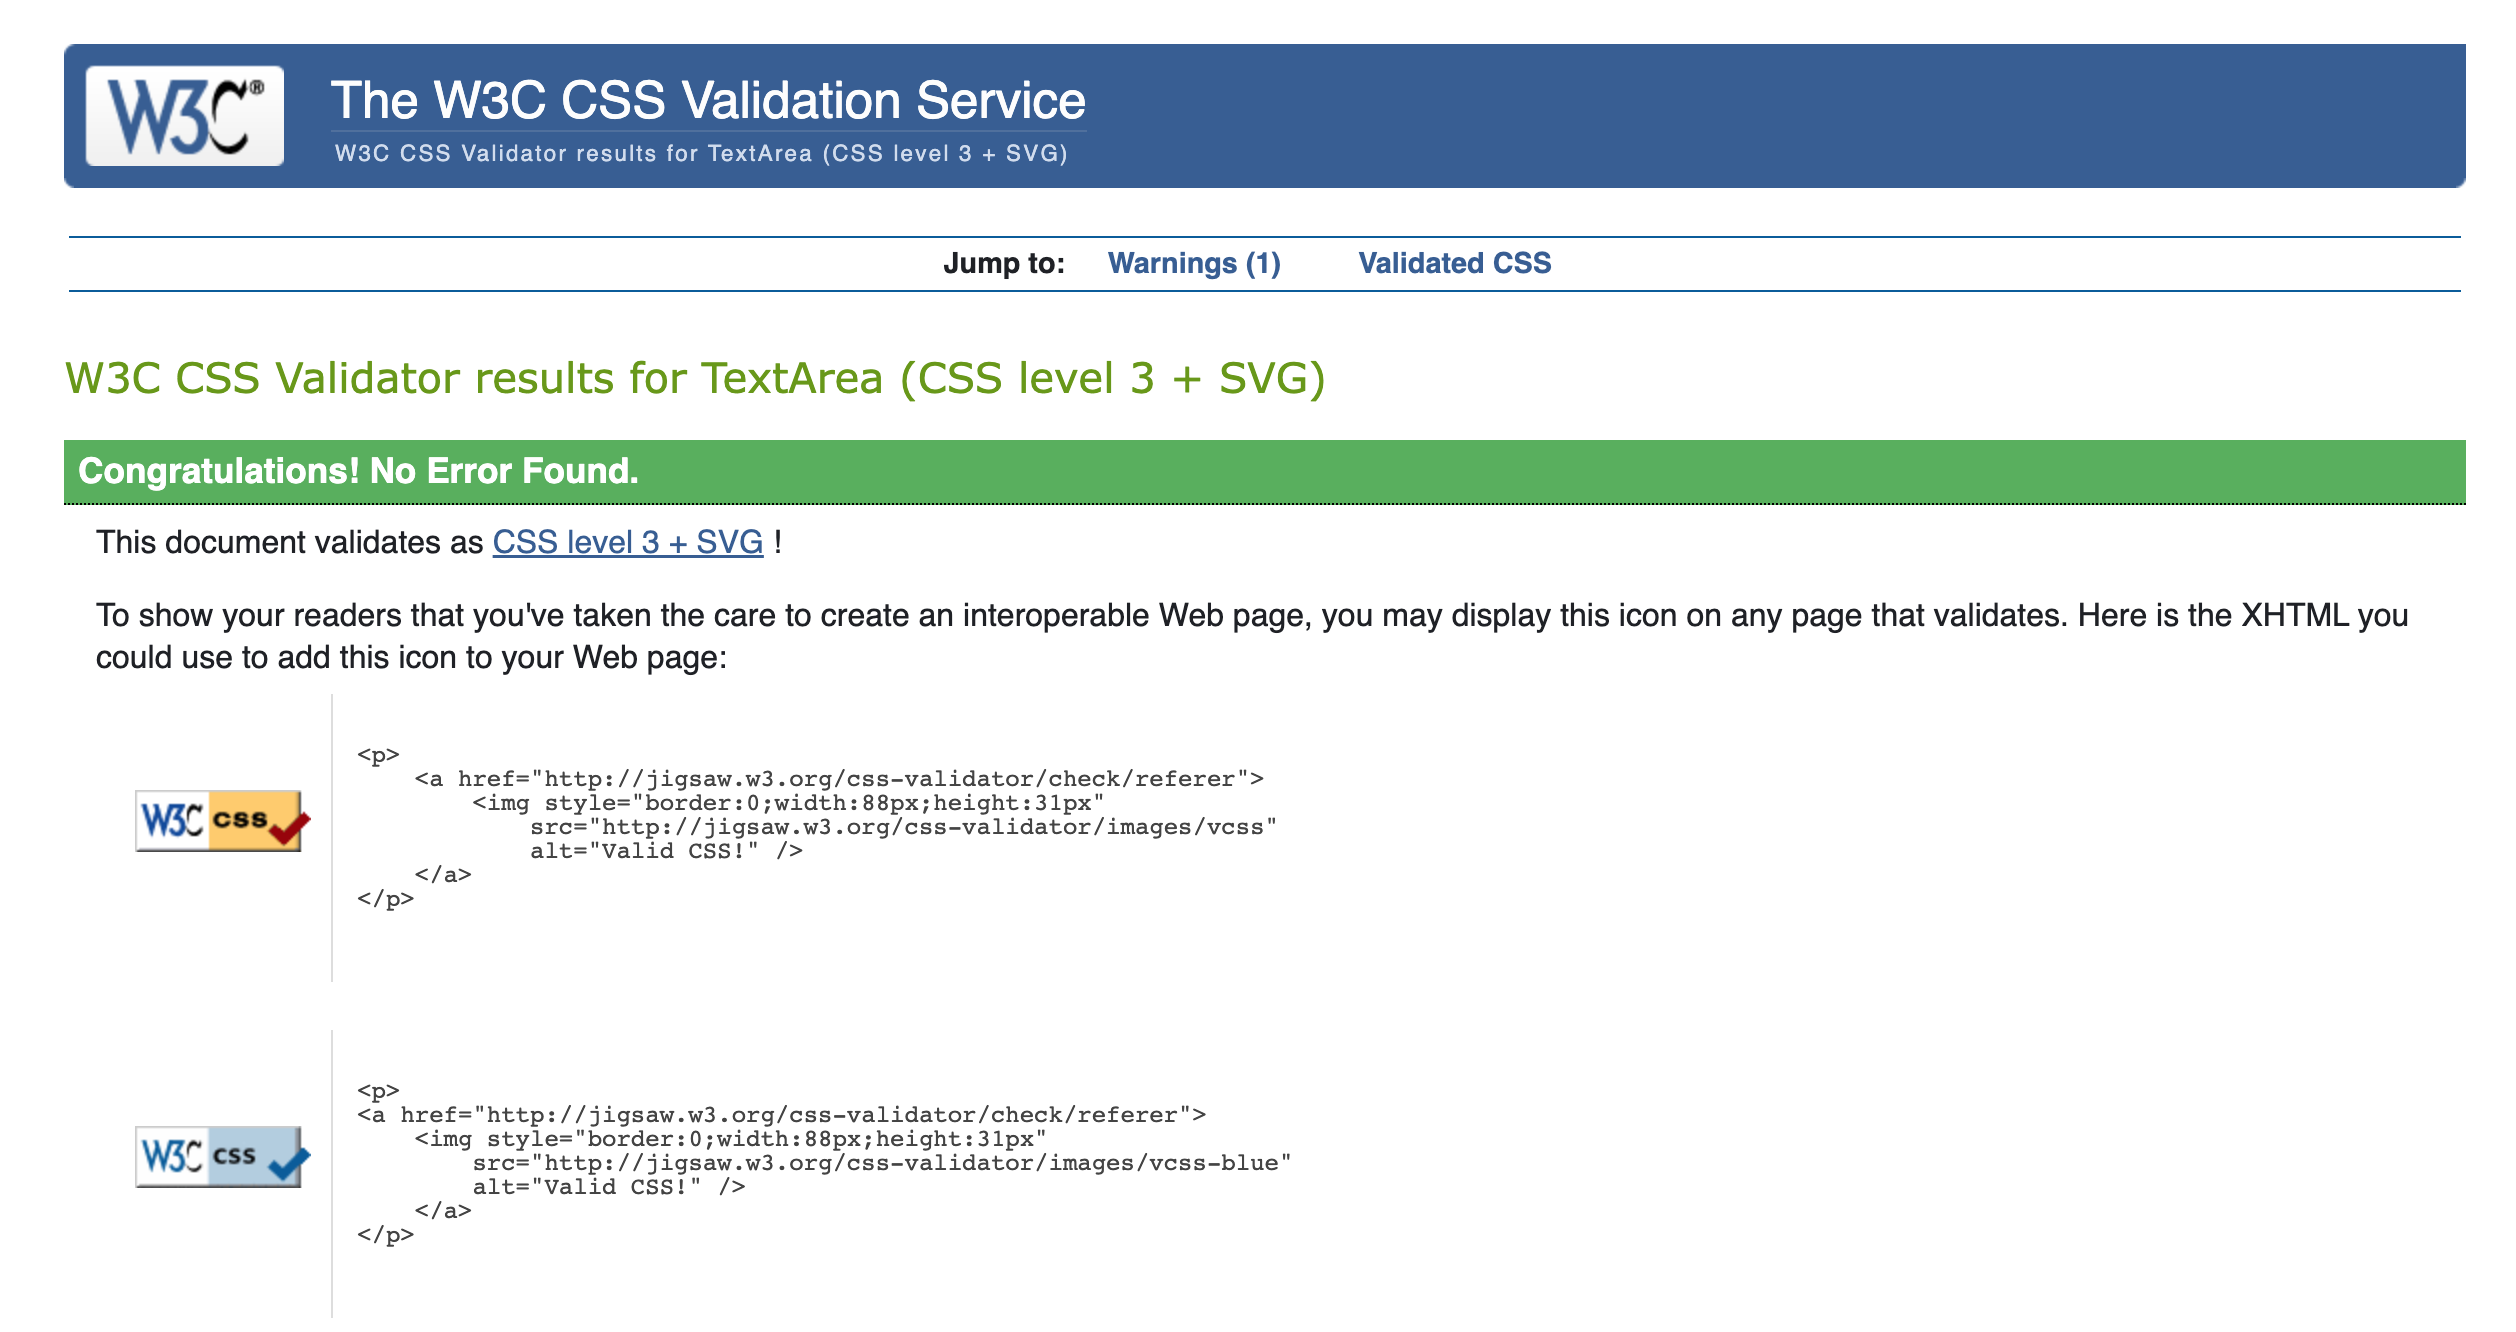 W3C®
The W3C CSS Validation Service
W3C CSS Validator results for TextArea (CSS level 3 + SVG)
Jump to: Warnings (1) Validated CSS
W3C CSS Validator results for TextArea (CSS level 3 + SVG)
Congratulations! No Error Found.
This document validates as CSS level 3 + SVG !
To show your readers that you've taken the care to create an interoperable Web page, you may display this icon on any page that validates. Here is the XHTML you
could use to add this icon to your Web page:
W3C css
<p>
    <a href="http://jigsaw.w3.org/css-validator/check/referer">
        <img style="border:0;width:88px;height:31px"
            src="http://jigsaw.w3.org/css-validator/images/vcss"
            alt="Valid CSS!" />
    </a>
</p>
W3C css
<p>
<a href="http://jigsaw.w3.org/css-validator/check/referer">
    <img style="border:0;width:88px;height:31px"
        src="http://jigsaw.w3.org/css-validator/images/vcss-blue"
        alt="Valid CSS!" />
    </a>
</p>